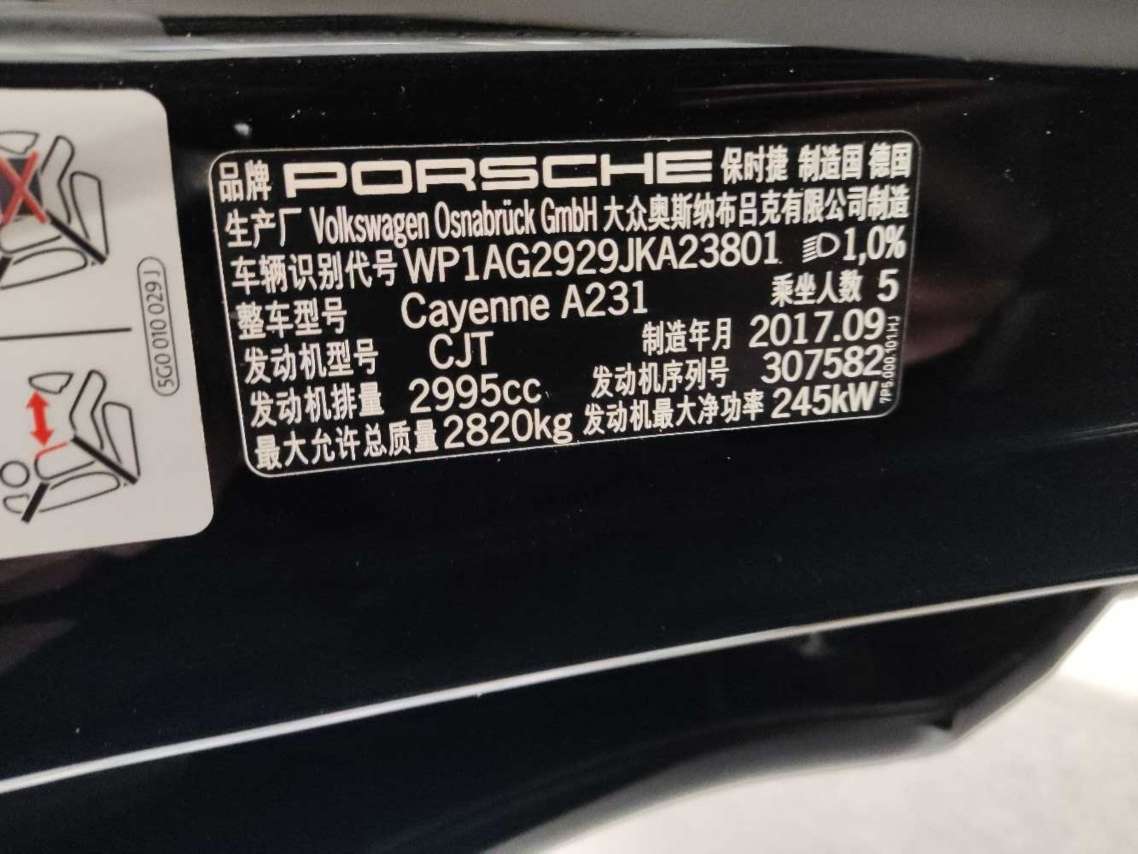 品牌 PORSCHE 保时捷 制造国 德国
生产厂 Volkswagen Osnabrück GmbH 大众奥斯纳布吕克有限公司制造
车辆识别代号 WP1AG2929JKA23801 1,0%
整车型号 Cayenne A231 乘坐人数 5
发动机型号 CJT 制造年月 2017.09
发动机排量 2995cc 发动机序列号 307582
最大允许总质量 2820kg 发动机最大净功率 245kW
7P5.000.101.HJ
5G0 010 029 J